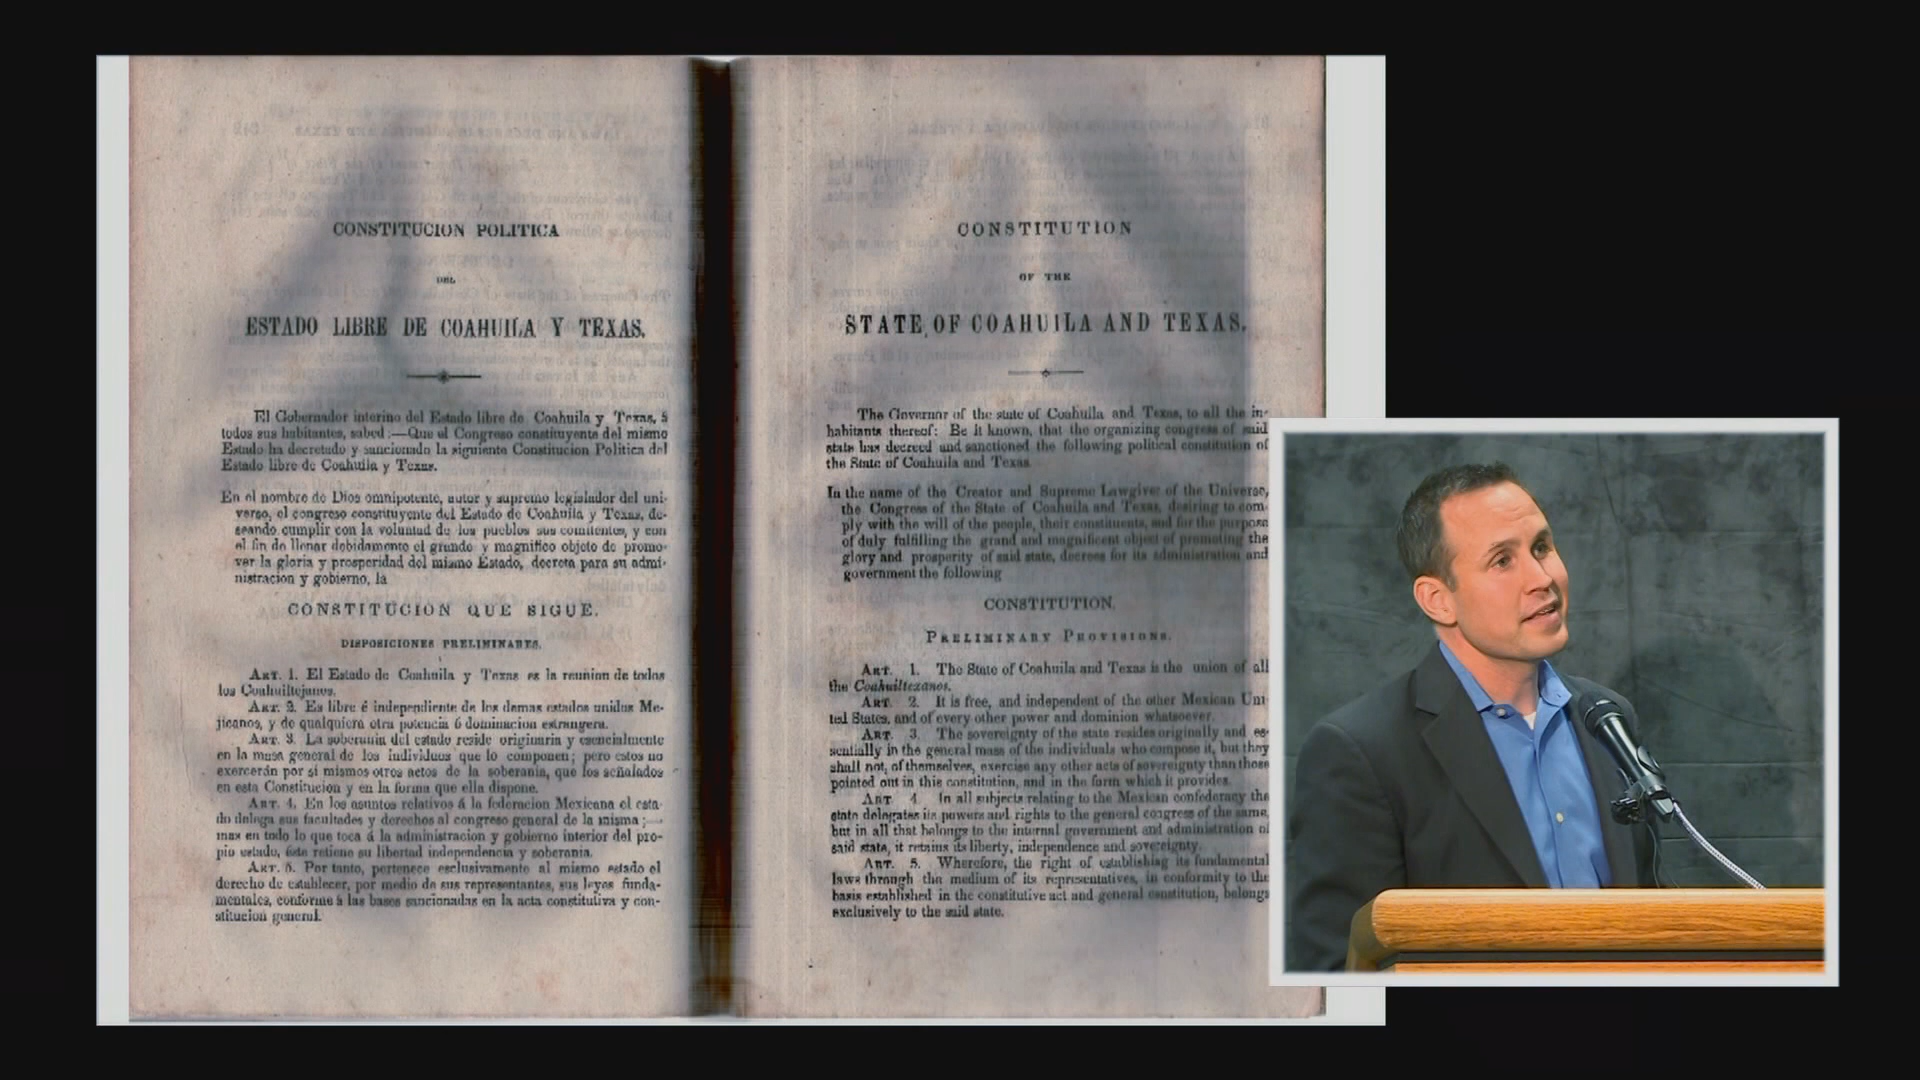 CONSTITUCION POLITICA
DEL
ESTADO LIBRE DE COAHUILA Y TEXAS.
El Gobernador interino del Estado libre de Coahuila y Texas, á
todos sus habitantes, sabed :—Que el Congreso constituyente del mismo
Estado ha decretado y sancionado la siguiente Constitucion Politica del
Estado libre de Coahuila y Texas.
En el nombre de Dios omnipotente, autor y supremo legislador del uni-
verso, el congreso constituyente del Estado de Coahuila y Texas, de-
seando cumplir con la voluntad de los pueblos sus comitentes, y con
el fin de llenar debidamente el grande y magnifico objeto de promo-
ver la gloria y prosperidad del mismo Estado, decreta para su admi-
nistracion y gobierno, la
CONSTITUCION QUE SIGUE.
DISPOSICIONES PRELIMINARES.
ART. 1. El Estado de Coahuila y Texas es la reunion de todos
los Coahuiltejanos.
ART. 2. Es libre é independiente de los demas estados unidos Me-
jicanos, y de qualquiera otra potencia ó dominacion estrangera.
ART. 3. La soberania del estado reside originaria y esencialmente
en la masa general de los individuos que lo componen; pero estos no
exercerán por sí mismos otros actos de la soberania, que los señalados
en esta Constitucion y en la forma que ella dispone.
ART. 4. En los asuntos relativos á la federacion Mexicana el esta-
do delega sus facultades y derechos al congreso general de la misma ;—
mas en todo lo que toca á la administracion y gobierno interior del pro-
pio estado, éste retiene su libertad independencia y soberania.
ART. 5. Por tanto, pertenece esclusivamente al mismo estado el
derecho de establecer, por medio de sus representantes, sus leyes funda-
mentales, conforme á las bases sancionadas en la acta constitutiva y con-
stitucion general.
CONSTITUTION
OF THE
STATE OF COAHUILA AND TEXAS.
The Governor of the state of Coahuila and Texas, to all the in-
habitants thereof: Be it known, that the organizing congress of said
state has decreed and sanctioned the following political constitution of
the State of Coahuila and Texas
In the name of the Creator and Supreme Lawgiver of the Universe,
the Congress of the State of Coahuila and Texas, desiring to com-
ply with the will of the people, their constituents, and for the purpose
of duly fulfilling the grand and magnificent object of promoting the
glory and prosperity of said state, decrees for its administration and
government the following
CONSTITUTION.
PRELIMINARY PROVISIONS.
ART. 1. The State of Coahuila and Texas is the union of all
the Coahuiltexanos.
ART. 2. It is free, and independent of the other Mexican Uni-
ted States, and of every other power and dominion whatsoever.
ART. 3. The sovereignty of the state resides originally and es-
sentially in the general mass of the individuals who compose it, but they
shall not, of themselves, exercise any other acts of sovereignty than those
pointed out in this constitution, and in the form which it provides.
ART. 4. In all subjects relating to the Mexican confederacy the
state delegates its powers and rights to the general congress of the same,
but in all that belongs to the internal government and administration of
said state, it retains its liberty, independence and sovereignty.
ART. 5. Wherefore, the right of establishing its fundamental
laws through the medium of its representatives, in conformity to the
basis established in the constitutive act and general constitution, belongs
exclusively to the said state.